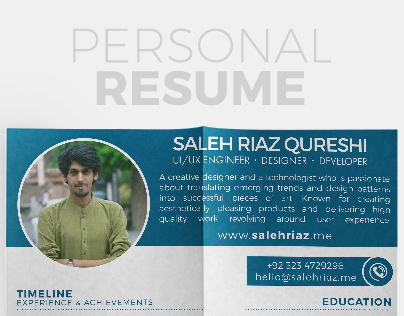 PERSONAL
RESUME
SALEH RIAZ QURESHI
UI/UX ENGINEER • DESIGNER • DEVELOPER
A creative designer and a technologist who is passionate
about translating emerging trends and design patterns
into successful pieces of art. Known for creating
aesthetically pleasing products and delivering high
quality work revolving around user experience.
www.salehriaz.me
+92 323 4729296
hello@salehriaz.me
TIMELINE
EXPERIENCE & ACHIEVEMENTS
EDUCATION